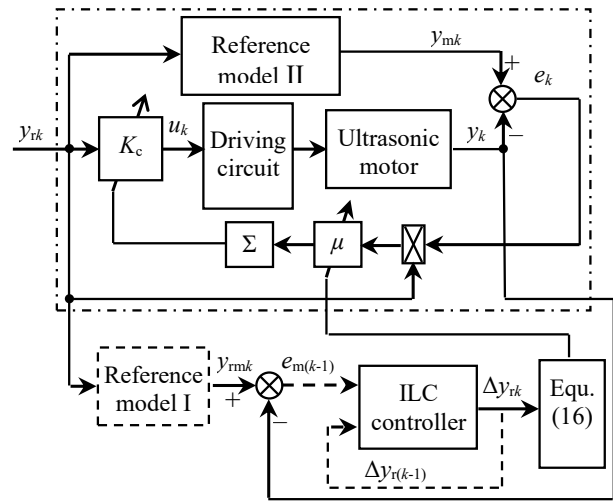 Reference
model II
y_mk
+
e_k
y_rk
K_c
u_k
Driving
circuit
Ultrasonic
motor
y_k
−
Σ
μ
Reference
model I
y_rmk
+
−
e_m(k-1)
ILC
controller
Δy_rk
Equ.
(16)
Δy_r(k-1)